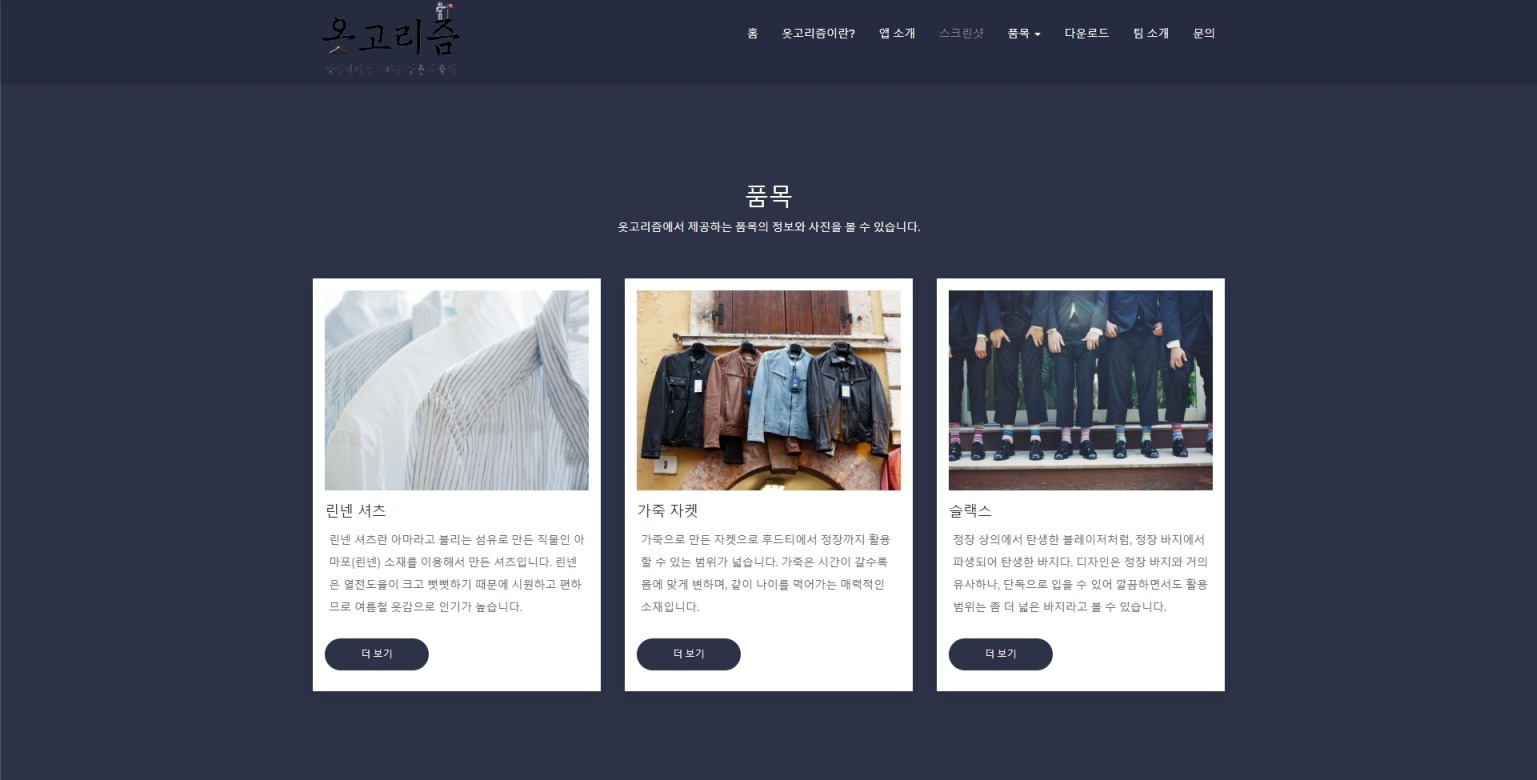 옷고리즘
홈 옷고리즘이란? 앱 소개 스크린샷 품목 다운로드 팀 소개 문의
품목
옷고리즘에서 제공하는 품목의 정보와 사진을 볼 수 있습니다.
린넨 셔츠
린넨 셔츠란 아마라고 불리는 섬유로 만든 직물인 아
마포(린넨) 소재를 이용해서 만든 셔츠입니다. 린넨
은 열전도율이 크고 뻣뻣하기 때문에 시원하고 편하
므로 여름철 옷감으로 인기가 높습니다.
더 보기
가죽 자켓
가죽으로 만든 자켓으로 후드티에서 정장까지 활용
할 수 있는 범위가 넓습니다. 가죽은 시간이 갈수록
몸에 맞게 변하며, 같이 나이를 먹어가는 매력적인
소재입니다.
더 보기
슬랙스
정장 상의에서 탄생한 블레이저처럼, 정장 바지에서
파생되어 탄생한 바지다. 디자인은 정장 바지와 거의
유사하나, 단독으로 입을 수 있어 깔끔하면서도 활용
범위는 좀 더 넓은 바지라고 볼 수 있습니다.
더 보기